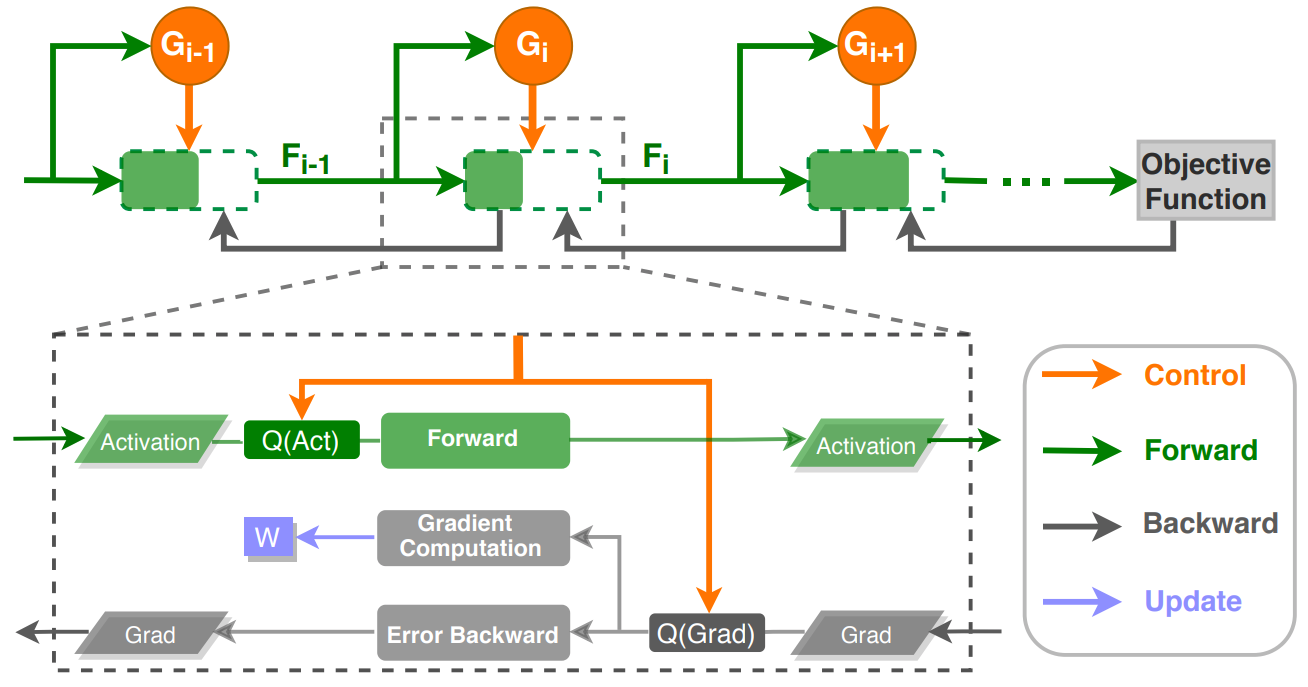 G_{i-1}
G_i
G_{i+1}
F_{i-1}
F_i
Objective
Function
Activation
Q(Act)
Forward
Activation
W
Gradient
Computation
Grad
Error Backward
Q(Grad)
Grad
Control
Forward
Backward
Update